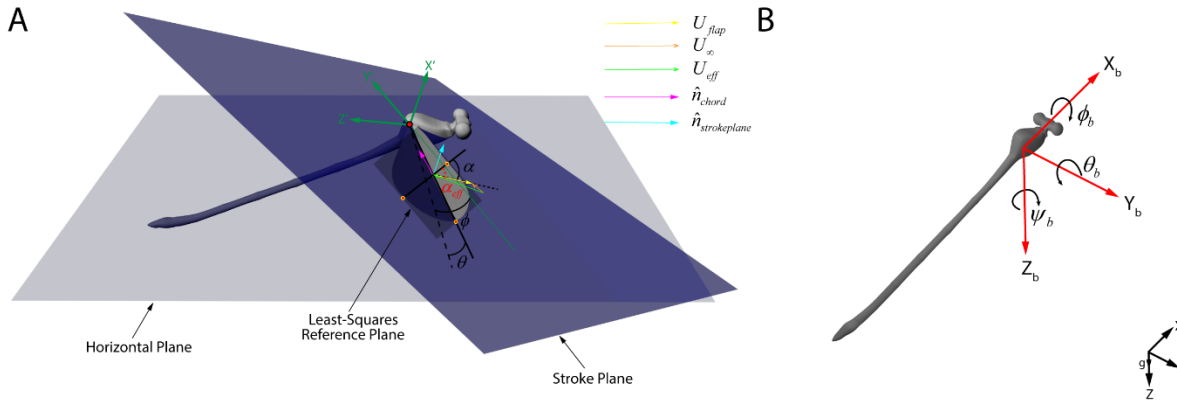 A
X'
Y'
Z'
U_flap
U_∞
U_eff
n̂_chord
n̂_strokeplane
α
α_eff
φ
θ
Horizontal Plane
Least-Squares
Reference Plane
Stroke Plane
B
X_b
ϕ_b
θ_b
Y_b
ψ_b
Z_b
g
Z